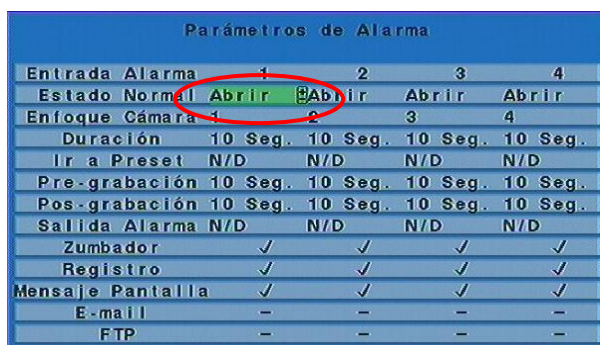 Parámetros de Alarma
Entrada Alarma 1 2 3 4
Estado Normal Abrir Abrir Abrir Abrir
Enfoque Cámara 1 2 3 4
Duración 10 Seg. 10 Seg. 10 Seg. 10 Seg.
Ir a Preset N/D N/D N/D N/D
Pre-grabación 10 Seg. 10 Seg. 10 Seg. 10 Seg.
Pos-grabación 10 Seg. 10 Seg. 10 Seg. 10 Seg.
Salida Alarma N/D N/D N/D N/D
Zumbador ✓ ✓ ✓ ✓
Registro ✓ ✓ ✓ ✓
Mensaje Pantalla ✓ ✓ ✓ ✓
E-mail – – – –
FTP – – – –